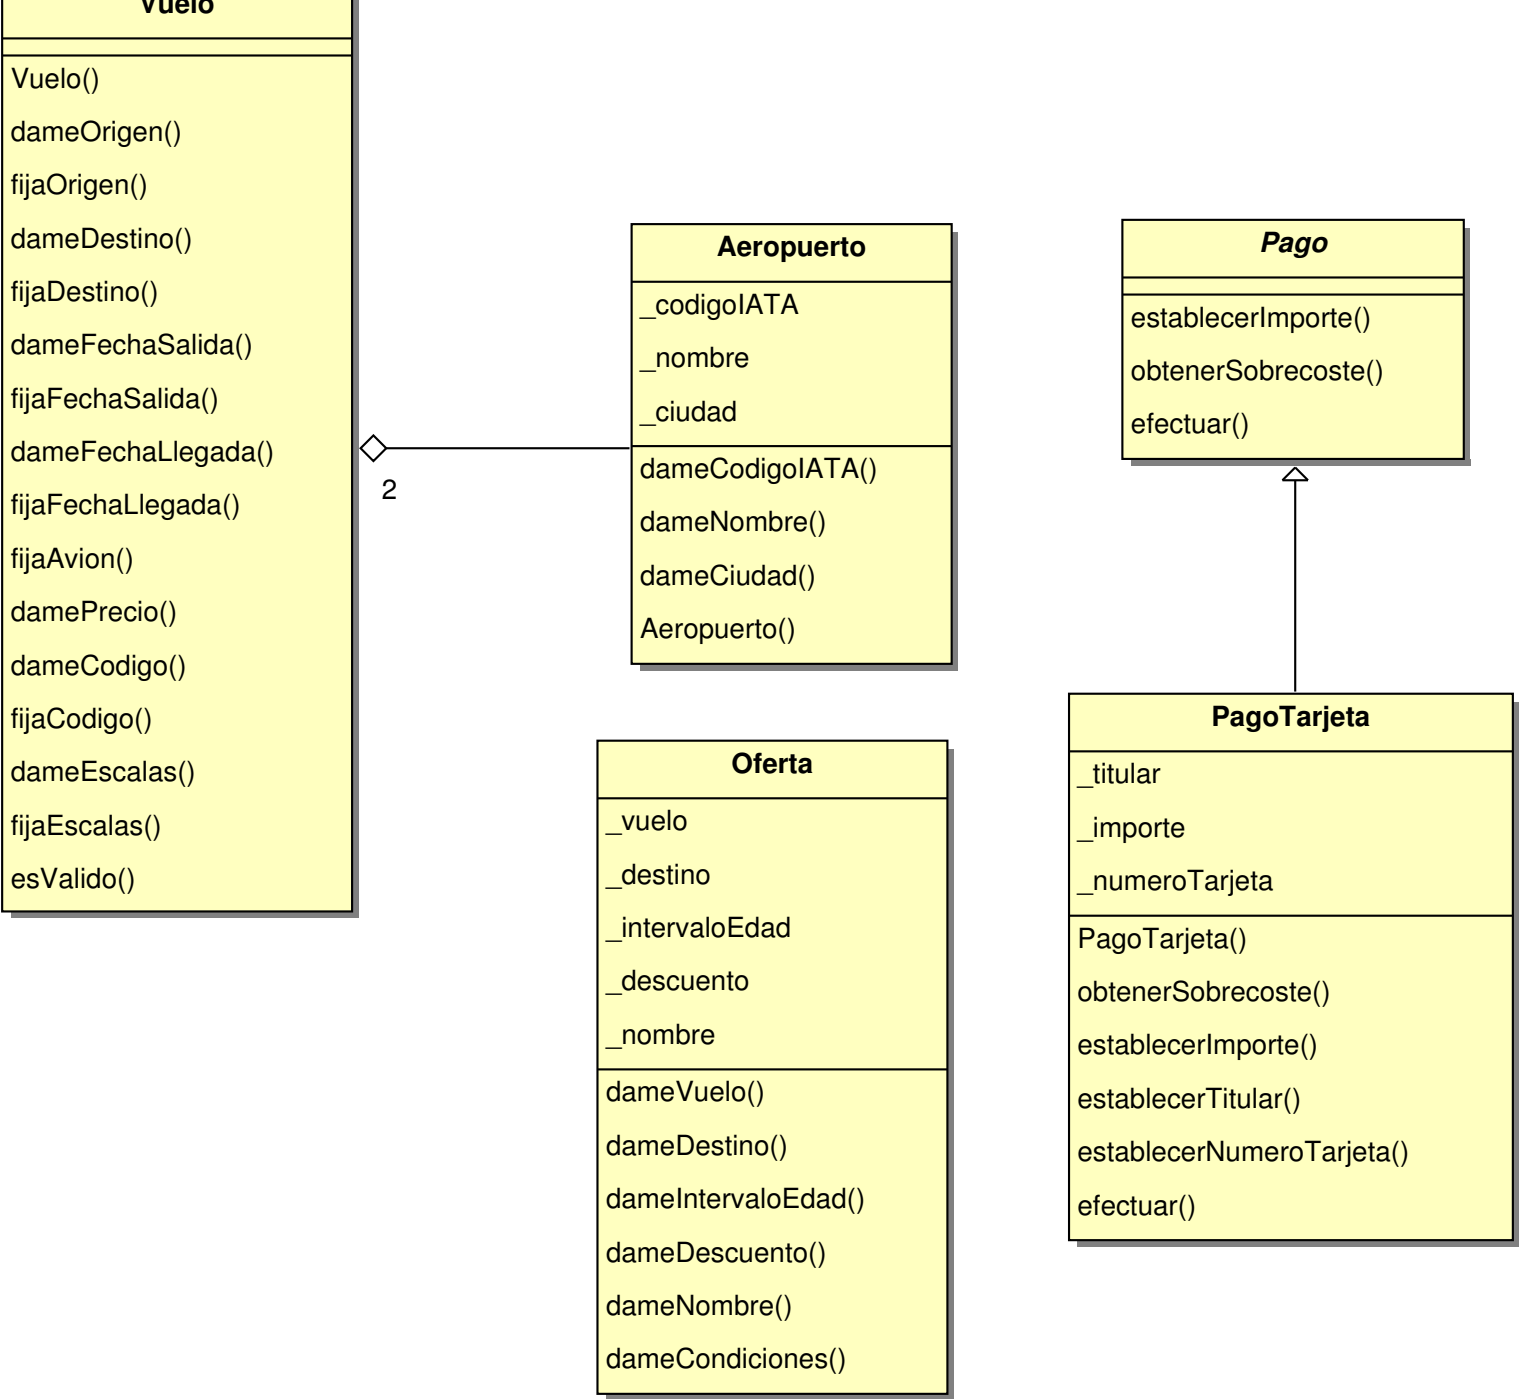 Vuelo
Vuelo()
dameOrigen()
fijaOrigen()
dameDestino()
fijaDestino()
dameFechaSalida()
fijaFechaSalida()
dameFechaLlegada()
fijaFechaLlegada()
fijaAvion()
damePrecio()
dameCodigo()
fijaCodigo()
dameEscalas()
fijaEscalas()
esValido()
2
Aeropuerto
_codigoIATA
_nombre
_ciudad
dameCodigoIATA()
dameNombre()
dameCiudad()
Aeropuerto()
Oferta
_vuelo
_destino
_intervaloEdad
_descuento
_nombre
dameVuelo()
dameDestino()
dameIntervaloEdad()
dameDescuento()
dameNombre()
dameCondiciones()
Pago
establecerImporte()
obtenerSobrecoste()
efectuar()
PagoTarjeta
_titular
_importe
_numeroTarjeta
PagoTarjeta()
obtenerSobrecoste()
establecerImporte()
establecerTitular()
establecerNumeroTarjeta()
efectuar()